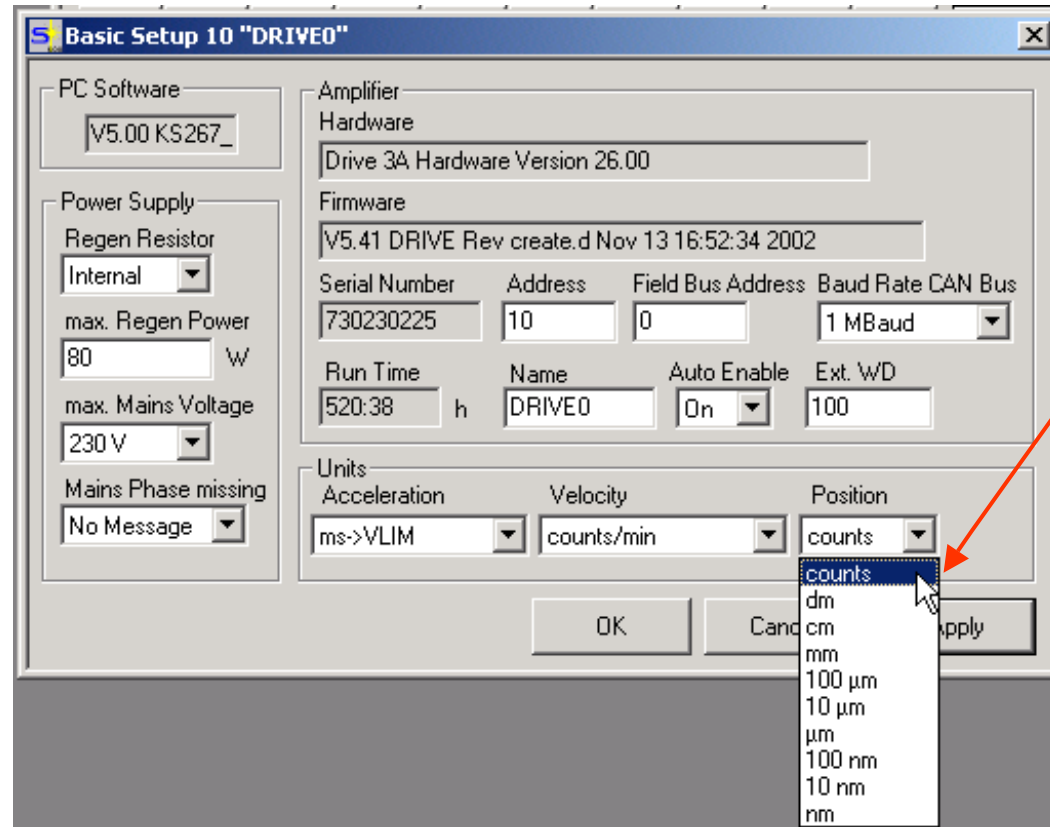 Basic Setup 10 "DRIVE0"
PC Software
V5.00 KS267_
Power Supply
Regen Resistor
Internal
max. Regen Power
80 W
max. Mains Voltage
230 V
Mains Phase missing
No Message
Amplifier
Hardware
Drive 3A Hardware Version 26.00
Firmware
V5.41 DRIVE Rev create.d Nov 13 16:52:34 2002
Serial Number Address Field Bus Address Baud Rate CAN Bus
730230225 10 0 1 MBaud
Run Time Name Auto Enable Ext. WD
520:38 h DRIVE0 On 100
Units
Acceleration Velocity Position
ms->VLIM counts/min counts
counts
dm
cm
mm
100 µm
10 µm
µm
100 nm
10 nm
nm
OK Canc pply